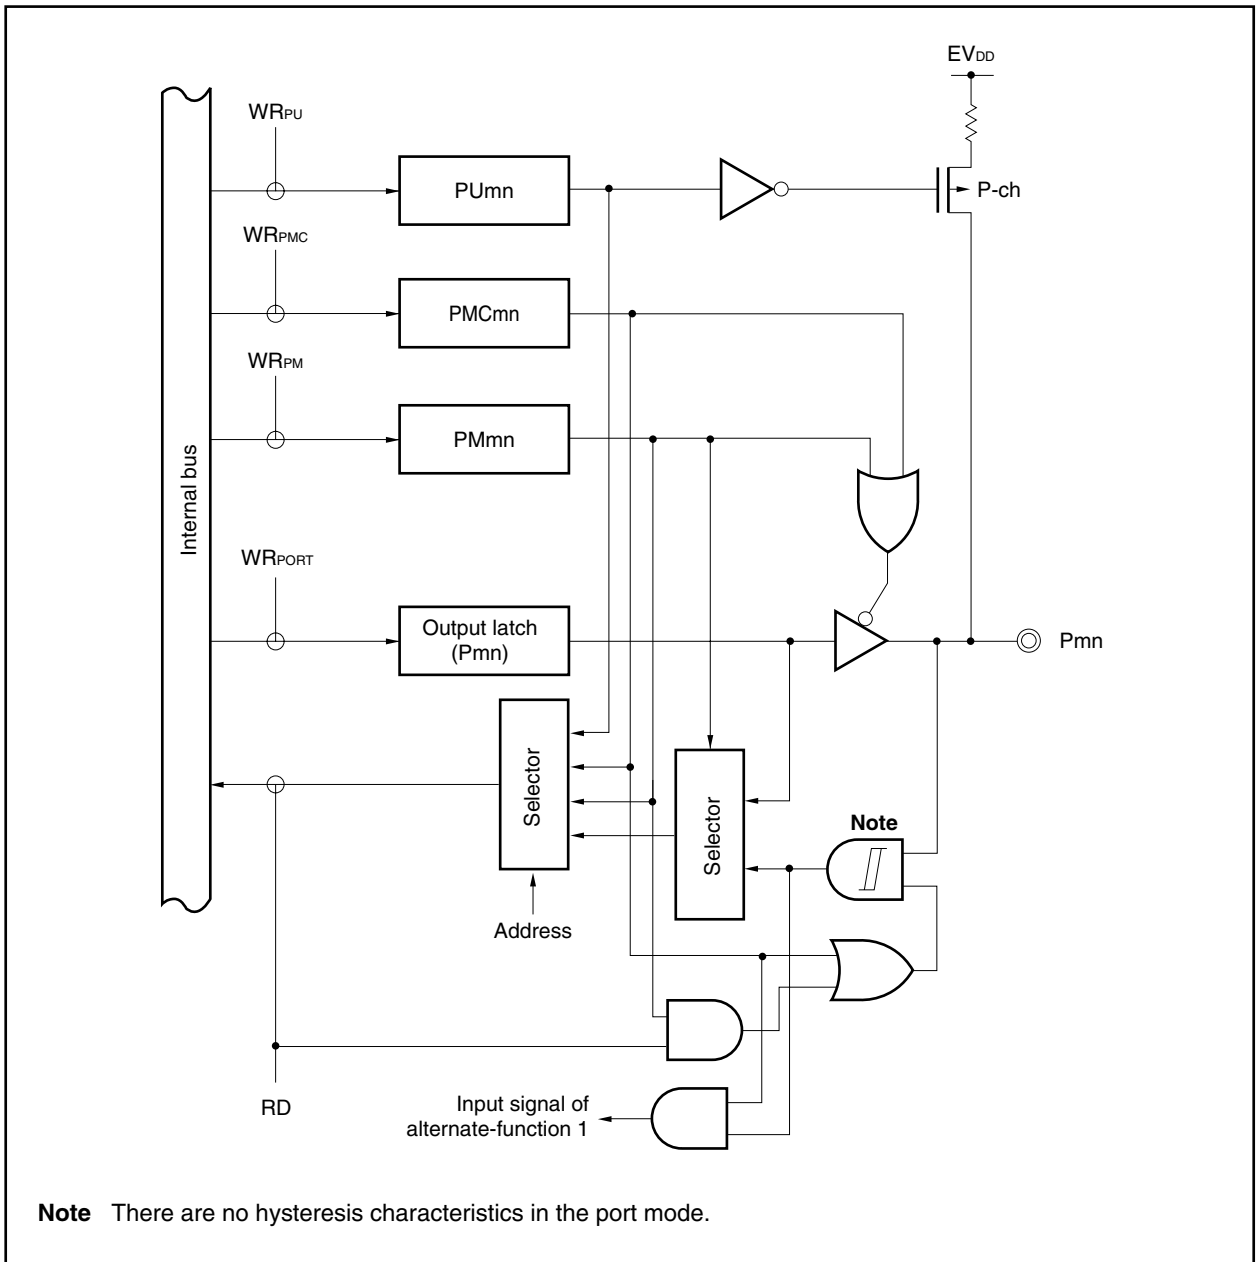 EVDD
WRPU
PUmn
P-ch
WRPMC
PMCmn
WRPM
PMmn
Internal bus
WRPORT
Output latch
(Pmn)
Pmn
Selector
Selector
Note
Address
RD
Input signal of
alternate-function 1
Note There are no hysteresis characteristics in the port mode.